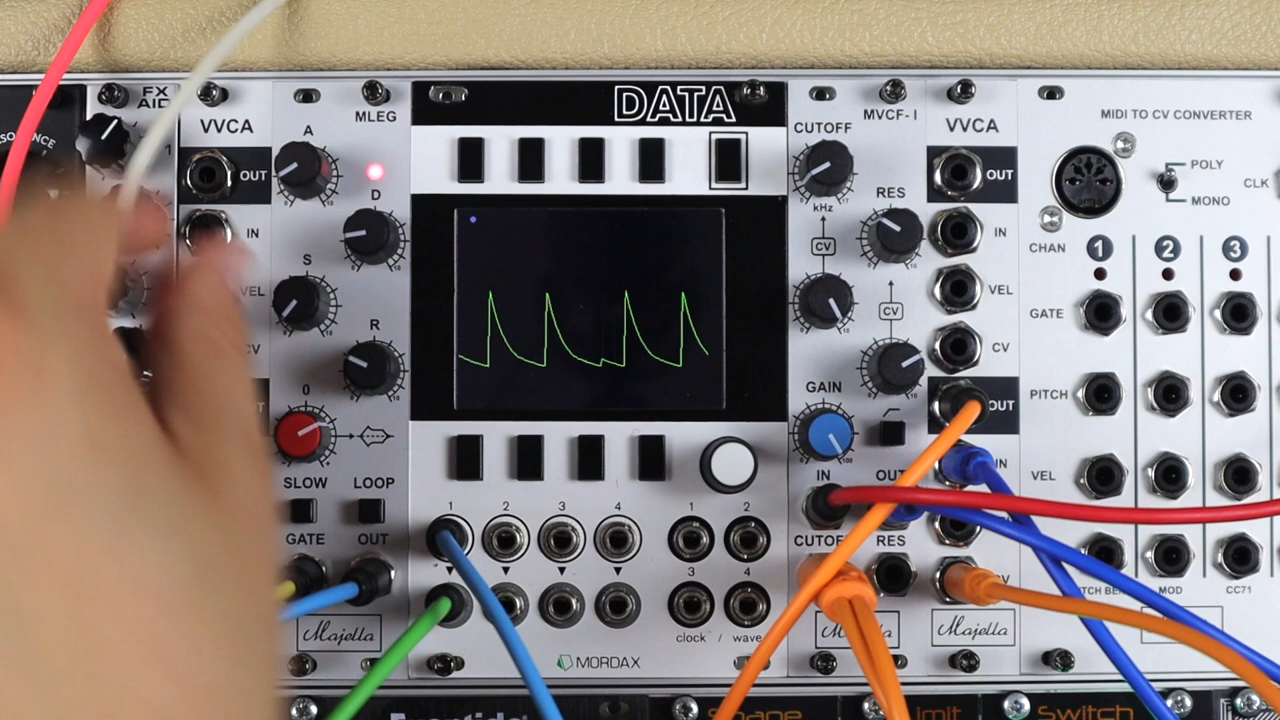 FX
AID
VVCA
OUT
IN
VEL
CV
MLEG
A
D
S
R
0
SLOW
LOOP
GATE
OUT
Majella
DATA
1 2 3 4
1 2
3 4
clock / wave
MORDAX
MVCF-I
CUTOFF
kHz
CV
RES
CV
GAIN
IN
OUT
RES
Majella
VVCA
OUT
IN
VEL
CV
OUT
IN
CV
Majella
MIDI TO CV CONVERTER
POLY
MONO
CLK
CHAN 1 2 3
GATE
PITCH
VEL
MOD
CC71
Switch